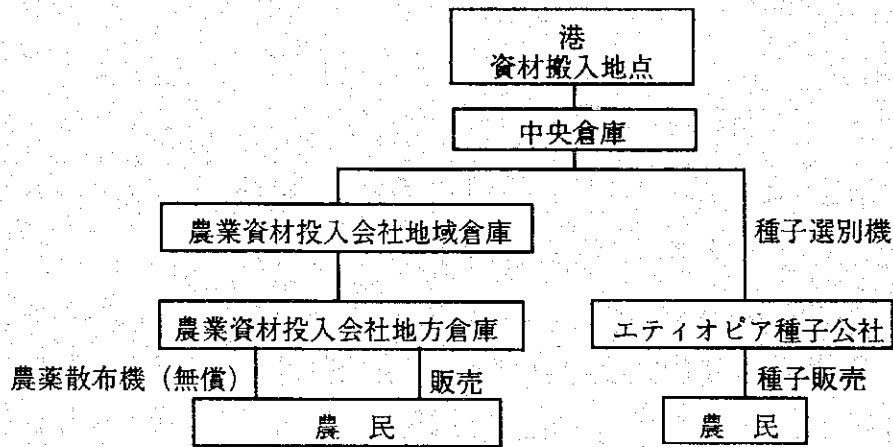 港
資材搬入地点
中央倉庫
農業資材投入会社地域倉庫
種子選別機
農業資材投入会社地方倉庫
エティオピア種子公社
農薬散布機（無償）
販売
種子販売
農 民
農 民